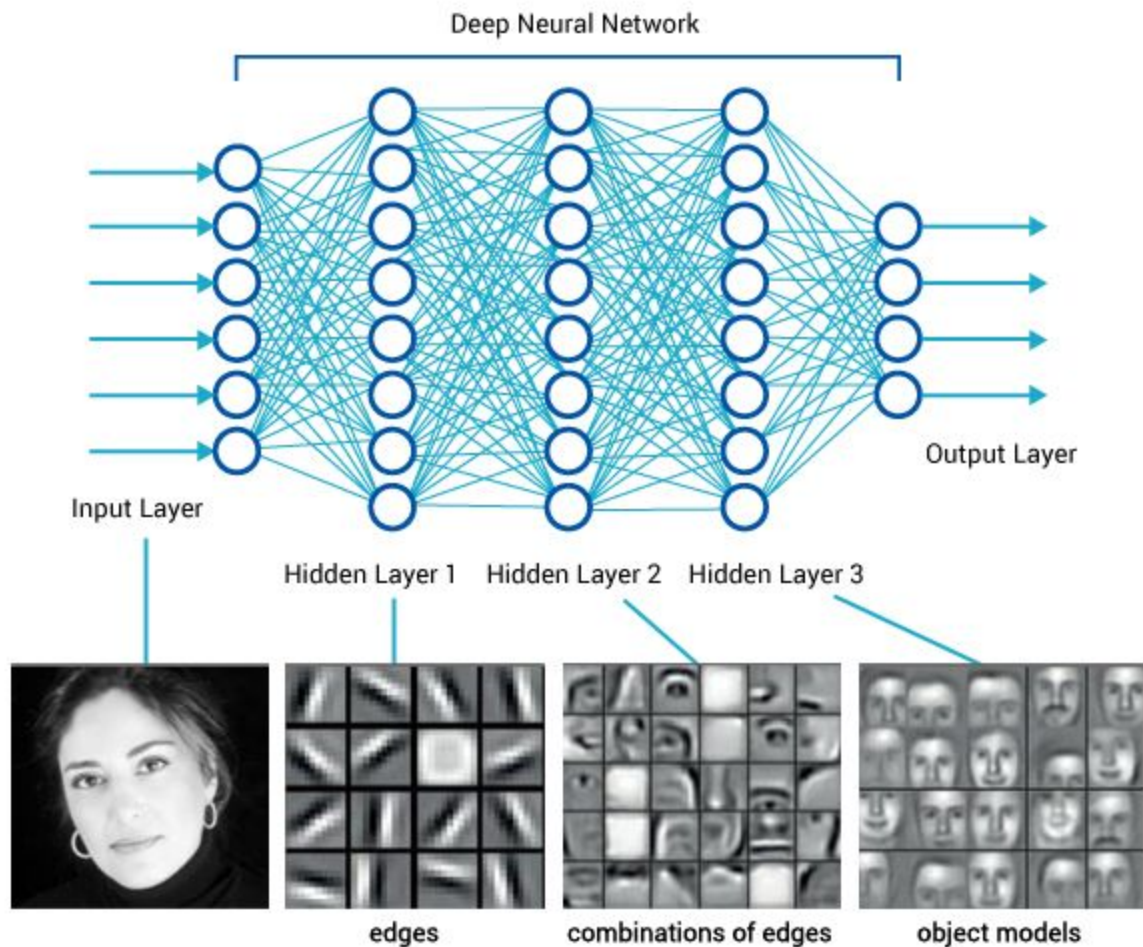 Deep Neural Network
Output Layer
Input Layer
Hidden Layer 1
Hidden Layer 2
Hidden Layer 3
edges
combinations of edges
object models